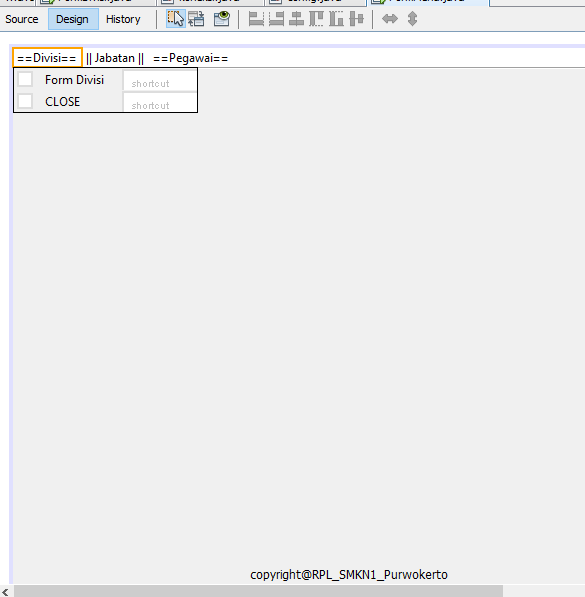 Source Design History
==Divisi== || Jabatan || ==Pegawai==
Form Divisi shortcut
CLOSE shortcut
copyright@RPL_SMKN1_Purwokerto